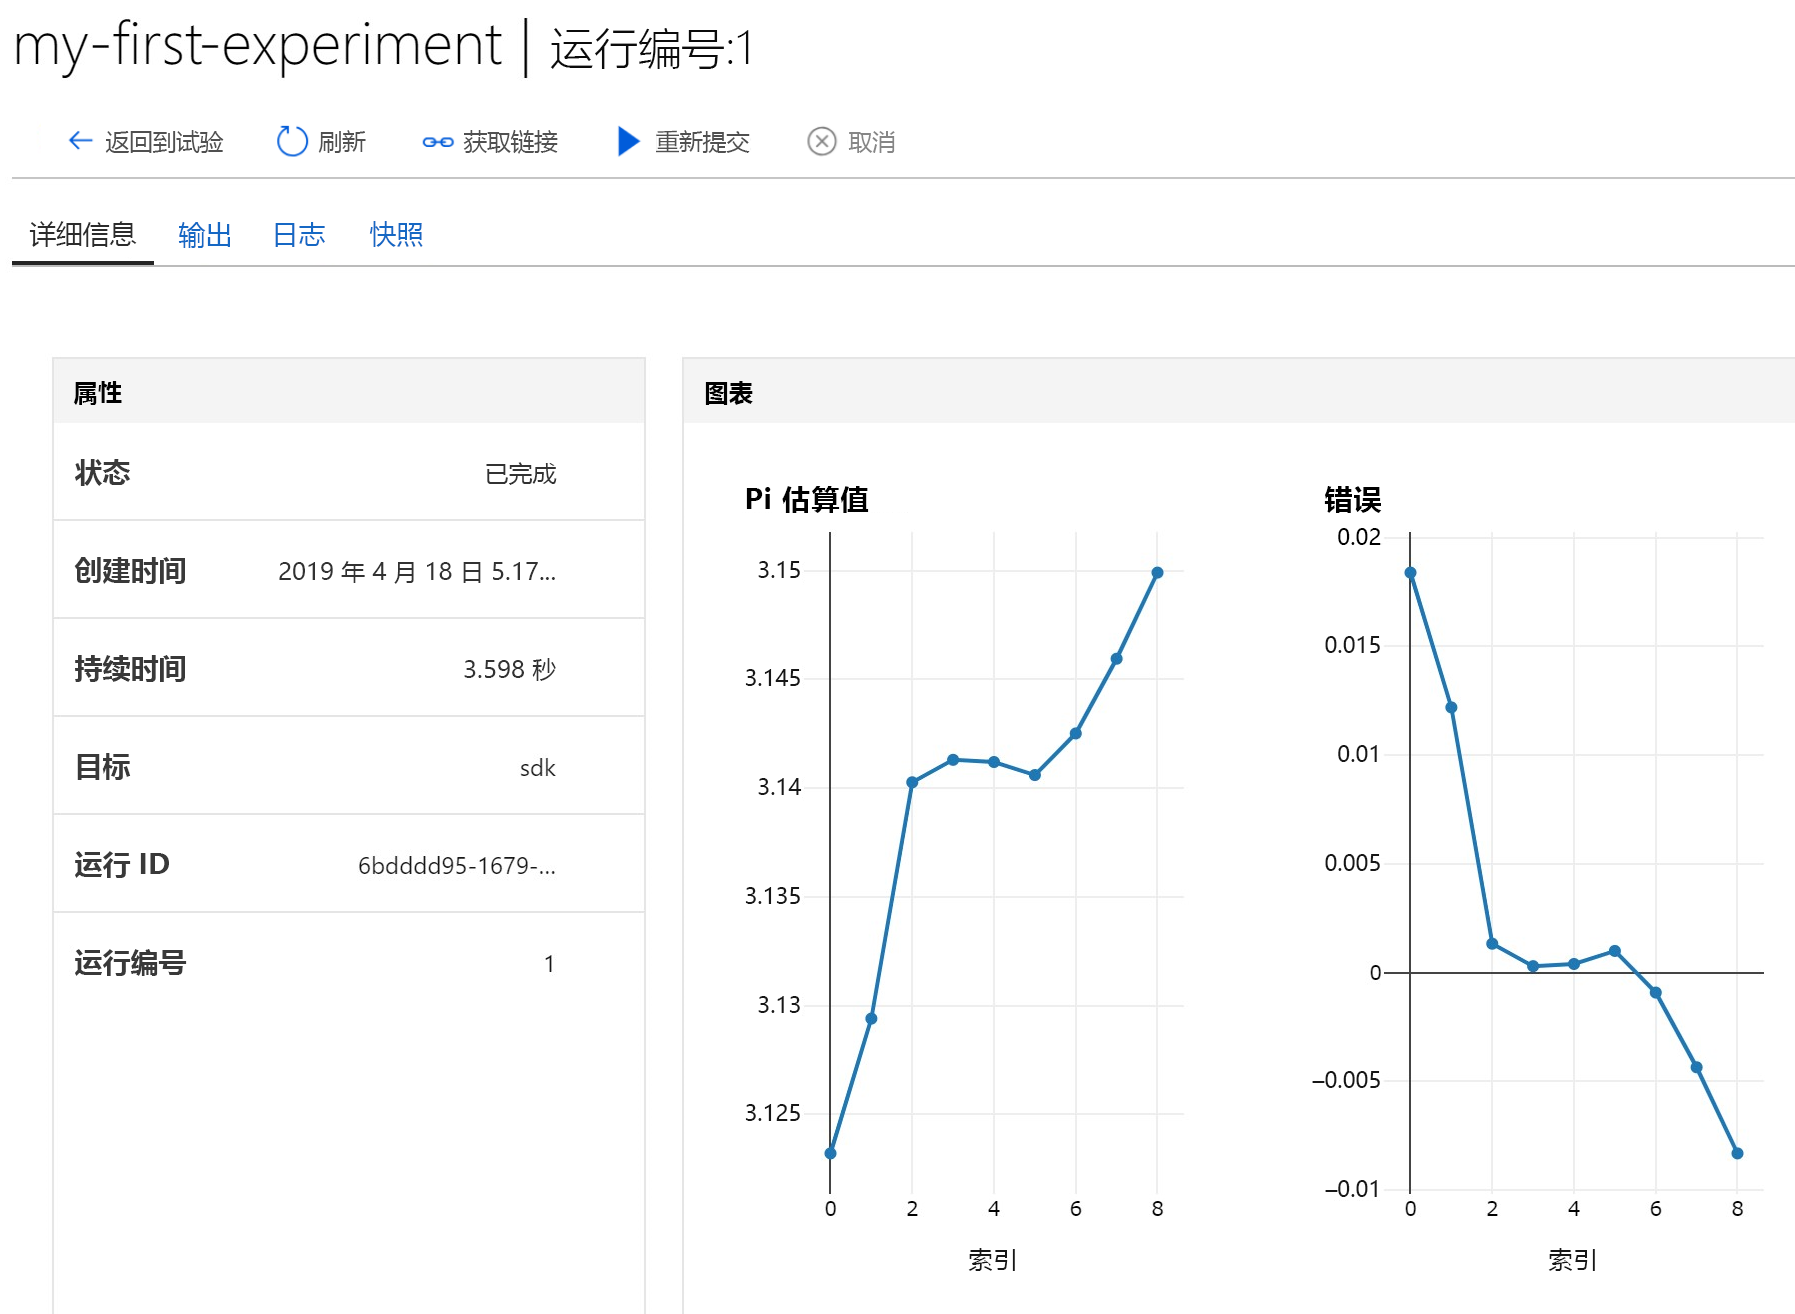 my-first-experiment | 运行编号:1
返回到试验 刷新 获取链接 重新提交 取消
详细信息 输出 日志 快照
属性
状态 已完成
创建时间 2019 年 4 月 18 日 5.17...
持续时间 3.598 秒
目标 sdk
运行 ID 6bdddd95-1679-...
运行编号 1
图表
Pi 估算值
3.15
3.145
3.14
3.135
3.13
3.125
0 2 4 6 8
索引
错误
0.02
0.015
0.01
0.005
0
−0.005
−0.01
0 2 4 6 8
索引